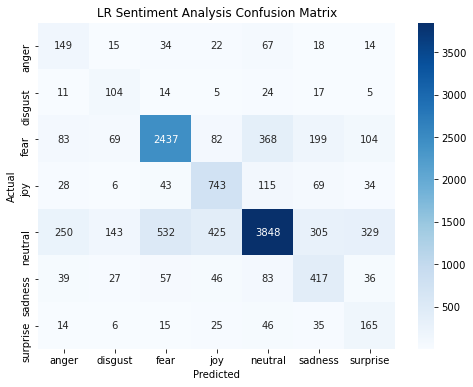 LR Sentiment Analysis Confusion Matrix
anger 149 15 34 22 67 18 14
disgust 11 104 14 5 24 17 5
fear 83 69 2437 82 368 199 104
joy 28 6 43 743 115 69 34
neutral 250 143 532 425 3848 305 329
sadness 39 27 57 46 83 417 36
surprise 14 6 15 25 46 35 165
anger disgust fear joy neutral sadness surprise
Predicted
Actual
3500
3000
2500
2000
1500
1000
500